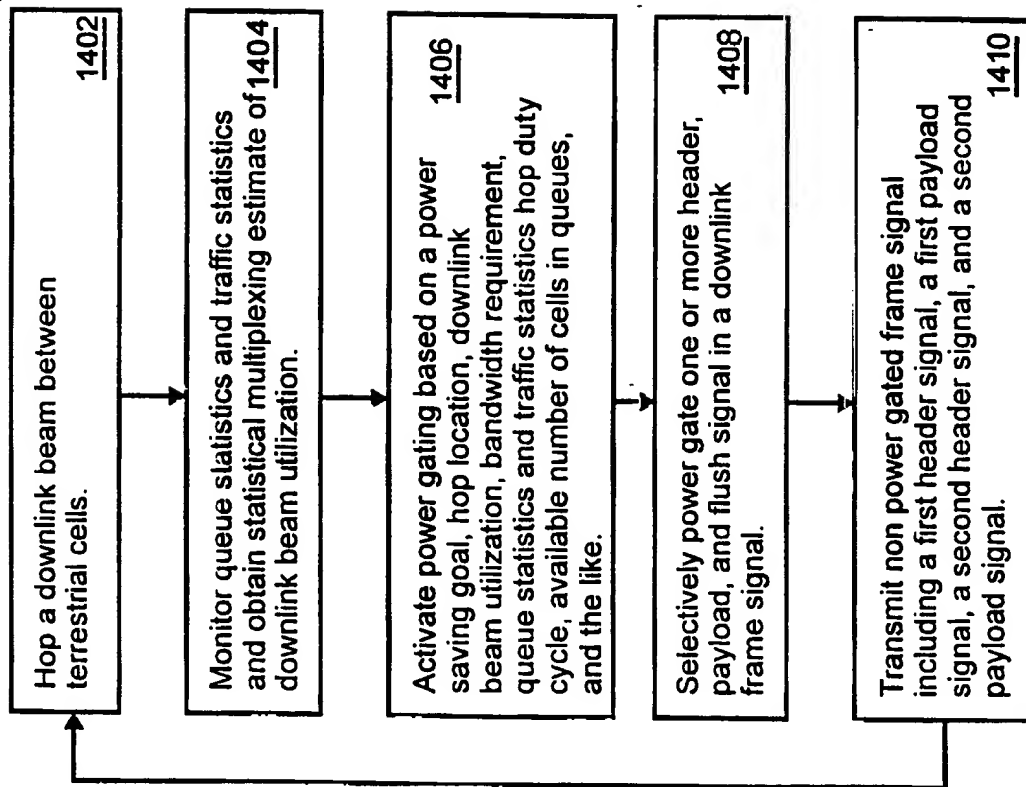 Hop a downlink beam between
terrestrial cells.
1402
Monitor queue statistics and traffic statistics
and obtain statistical multiplexing estimate of 1404
downlink beam utilization.
Activate power gating based on a power
saving goal, hop location, downlink 1406
beam utilization, bandwidth requirement,
queue statistics and traffic statistics hop duty
cycle, available number of cells in queues,
and the like.
Selectively power gate one or more header,
payload, and flush signal in a downlink
frame signal. 1408
Transmit non power gated frame signal
including a first header signal, a first payload
signal, a second header signal, and a second
payload signal. 1410